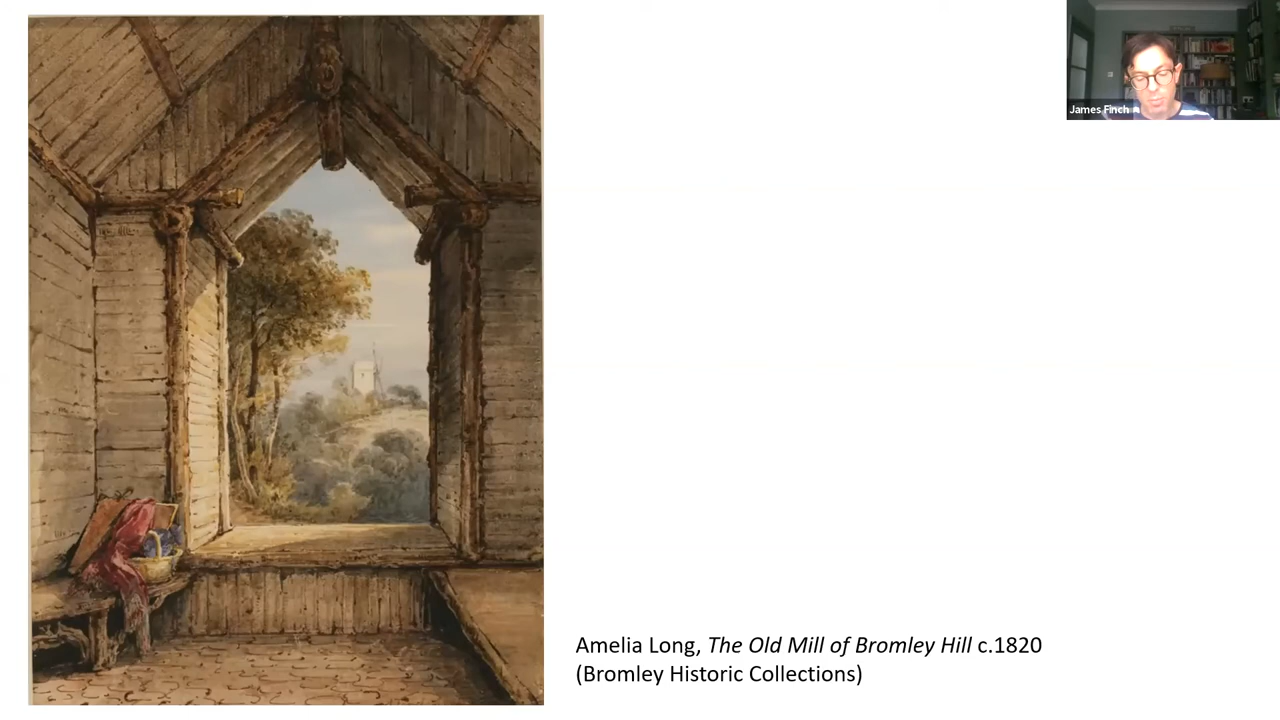 James Finch
Amelia Long, The Old Mill of Bromley Hill c.1820
(Bromley Historic Collections)